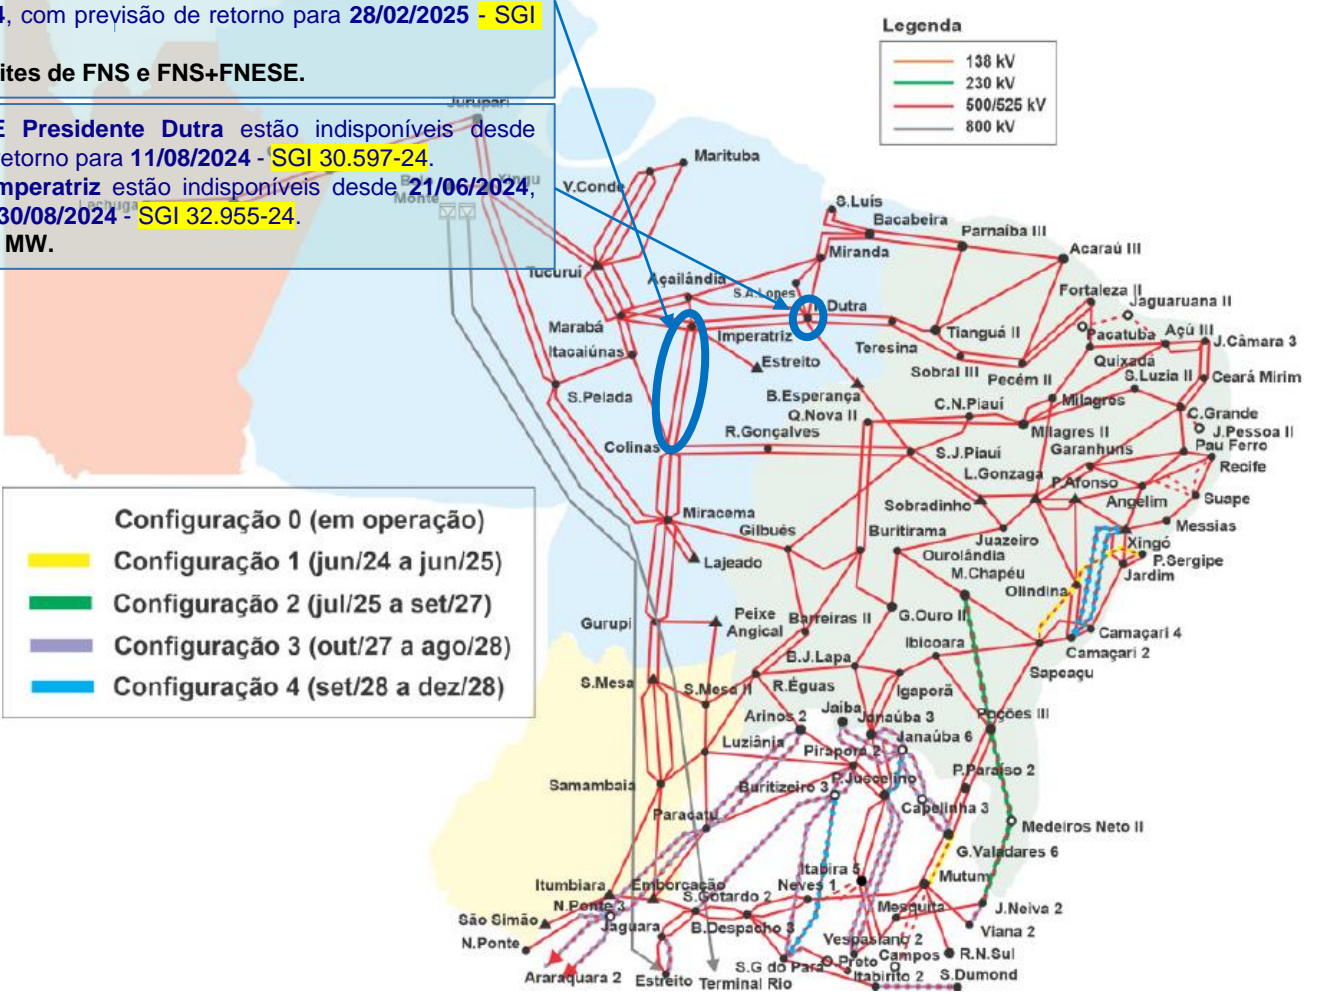 4, com previsão de retorno para 28/02/2025 - SGI
ites de FNS e FNS+FNESE.
E Presidente Dutra estão indisponíveis desde
etorno para 11/08/2024 - SGI 30.597-24.
mperatriz estão indisponíveis desde 21/06/2024,
30/08/2024 - SGI 32.955-24.
MW.
Legenda
138 kV
230 kV
500/525 kV
800 kV
Jurupari
Lechuga
Belo
Monte
Xingu
Marituba
V.Conde
S.Luís
Bacabeira
Parnaíba III
Acaraú III
Miranda
Tucuruí
Açailândia
S.A.Lopes
P.Dutra
Fortaleza II
Jaguaruana II
Marabá
Imperatriz
Teresina
Tianguá II
Pacatuba
Açú III
J.Câmara 3
Itacaiúnas
Estreito
Sobral III
Pecém II
Quixadá
S.Luzia II
Ceará Mirim
S.Pelada
B.Esperança
Q.Nova II
C.N.Piauí
Milagres
C.Grande
J.Pessoa II
Colinas
R.Gonçalves
Milagres II
Garanhuns
Pau Ferro
S.J.Piauí
Recife
L.Gonzaga
P.Afonso
Sobradinho
Angelim
Suape
Miracema
Gilbués
Buritirama
Juazeiro
Messias
Xingó
Lajeado
Ourolândia
P.Sergipe
M.Chapéu
Jardim
Olindina
Peixe
Angical
Gurupi
Barreiras II
G.Ouro II
Camaçari 4
Ibicoara
Camaçari 2
B.J.Lapa
Sapeaçu
S.Mesa
S.Mesa II
R.Éguas
Igaporã
Arinos 2
Jaíba
Janaúba 3
Poções III
Luziânia
Pirapora 2
Janaúba 6
P.Paraíso 2
Samambaia
Buritizeiro 3
P.Juscelino
Capelinha 3
Paracatu
Medeiros Neto II
G.Valadares 6
Itabira 5
Itumbiara
Emborcação
Neves 1
Mutum
N.Ponte 3
S.Gotardo 2
Mesquita
J.Neiva 2
São Simão
Jaguara
B.Despacho 3
Viana 2
N.Ponte
Vespasiano 2
Campos
R.N.Sul
O.Preto
Araraquara 2
Estreito
Terminal Rio
S.G do Pará
Itabirito 2
S.Dumond
Configuração 0 (em operação)
Configuração 1 (jun/24 a jun/25)
Configuração 2 (jul/25 a set/27)
Configuração 3 (out/27 a ago/28)
Configuração 4 (set/28 a dez/28)